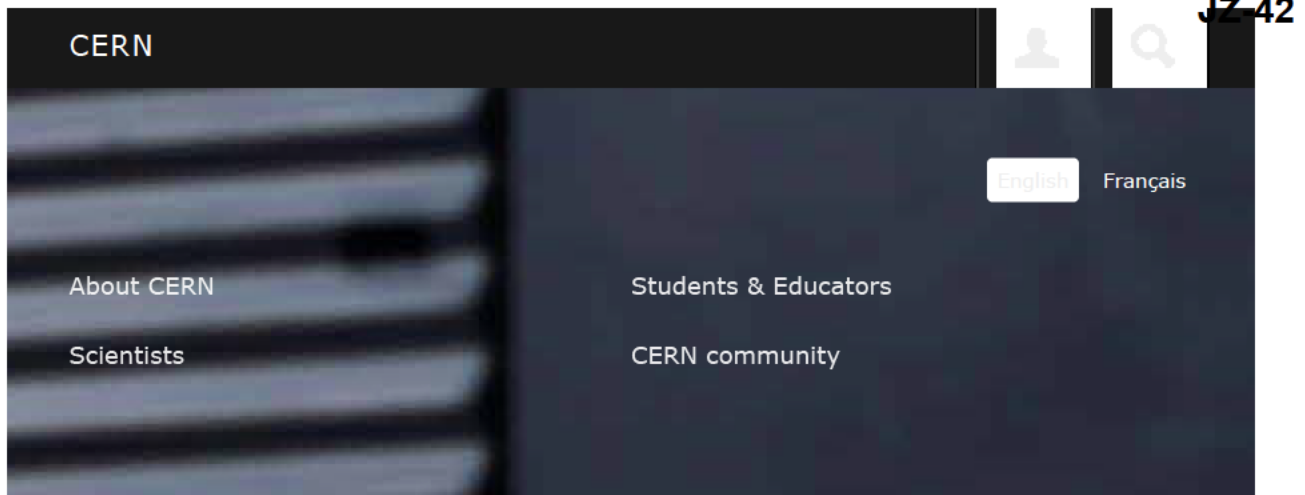 JZ-42
CERN
English Français
About CERN Students & Educators
Scientists CERN community